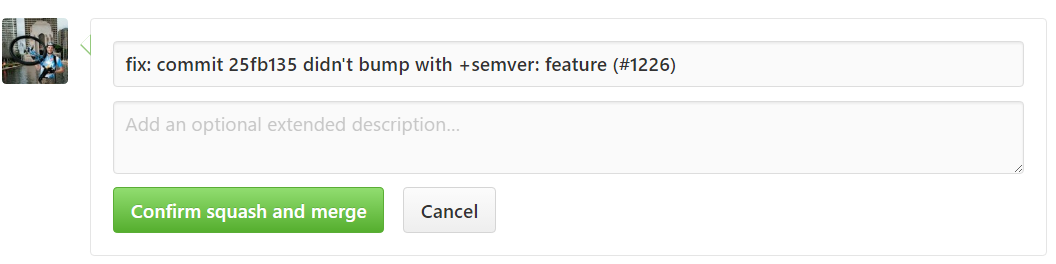 fix: commit 25fb135 didn't bump with +semver: feature (#1226)
Add an optional extended description...
Confirm squash and merge
Cancel